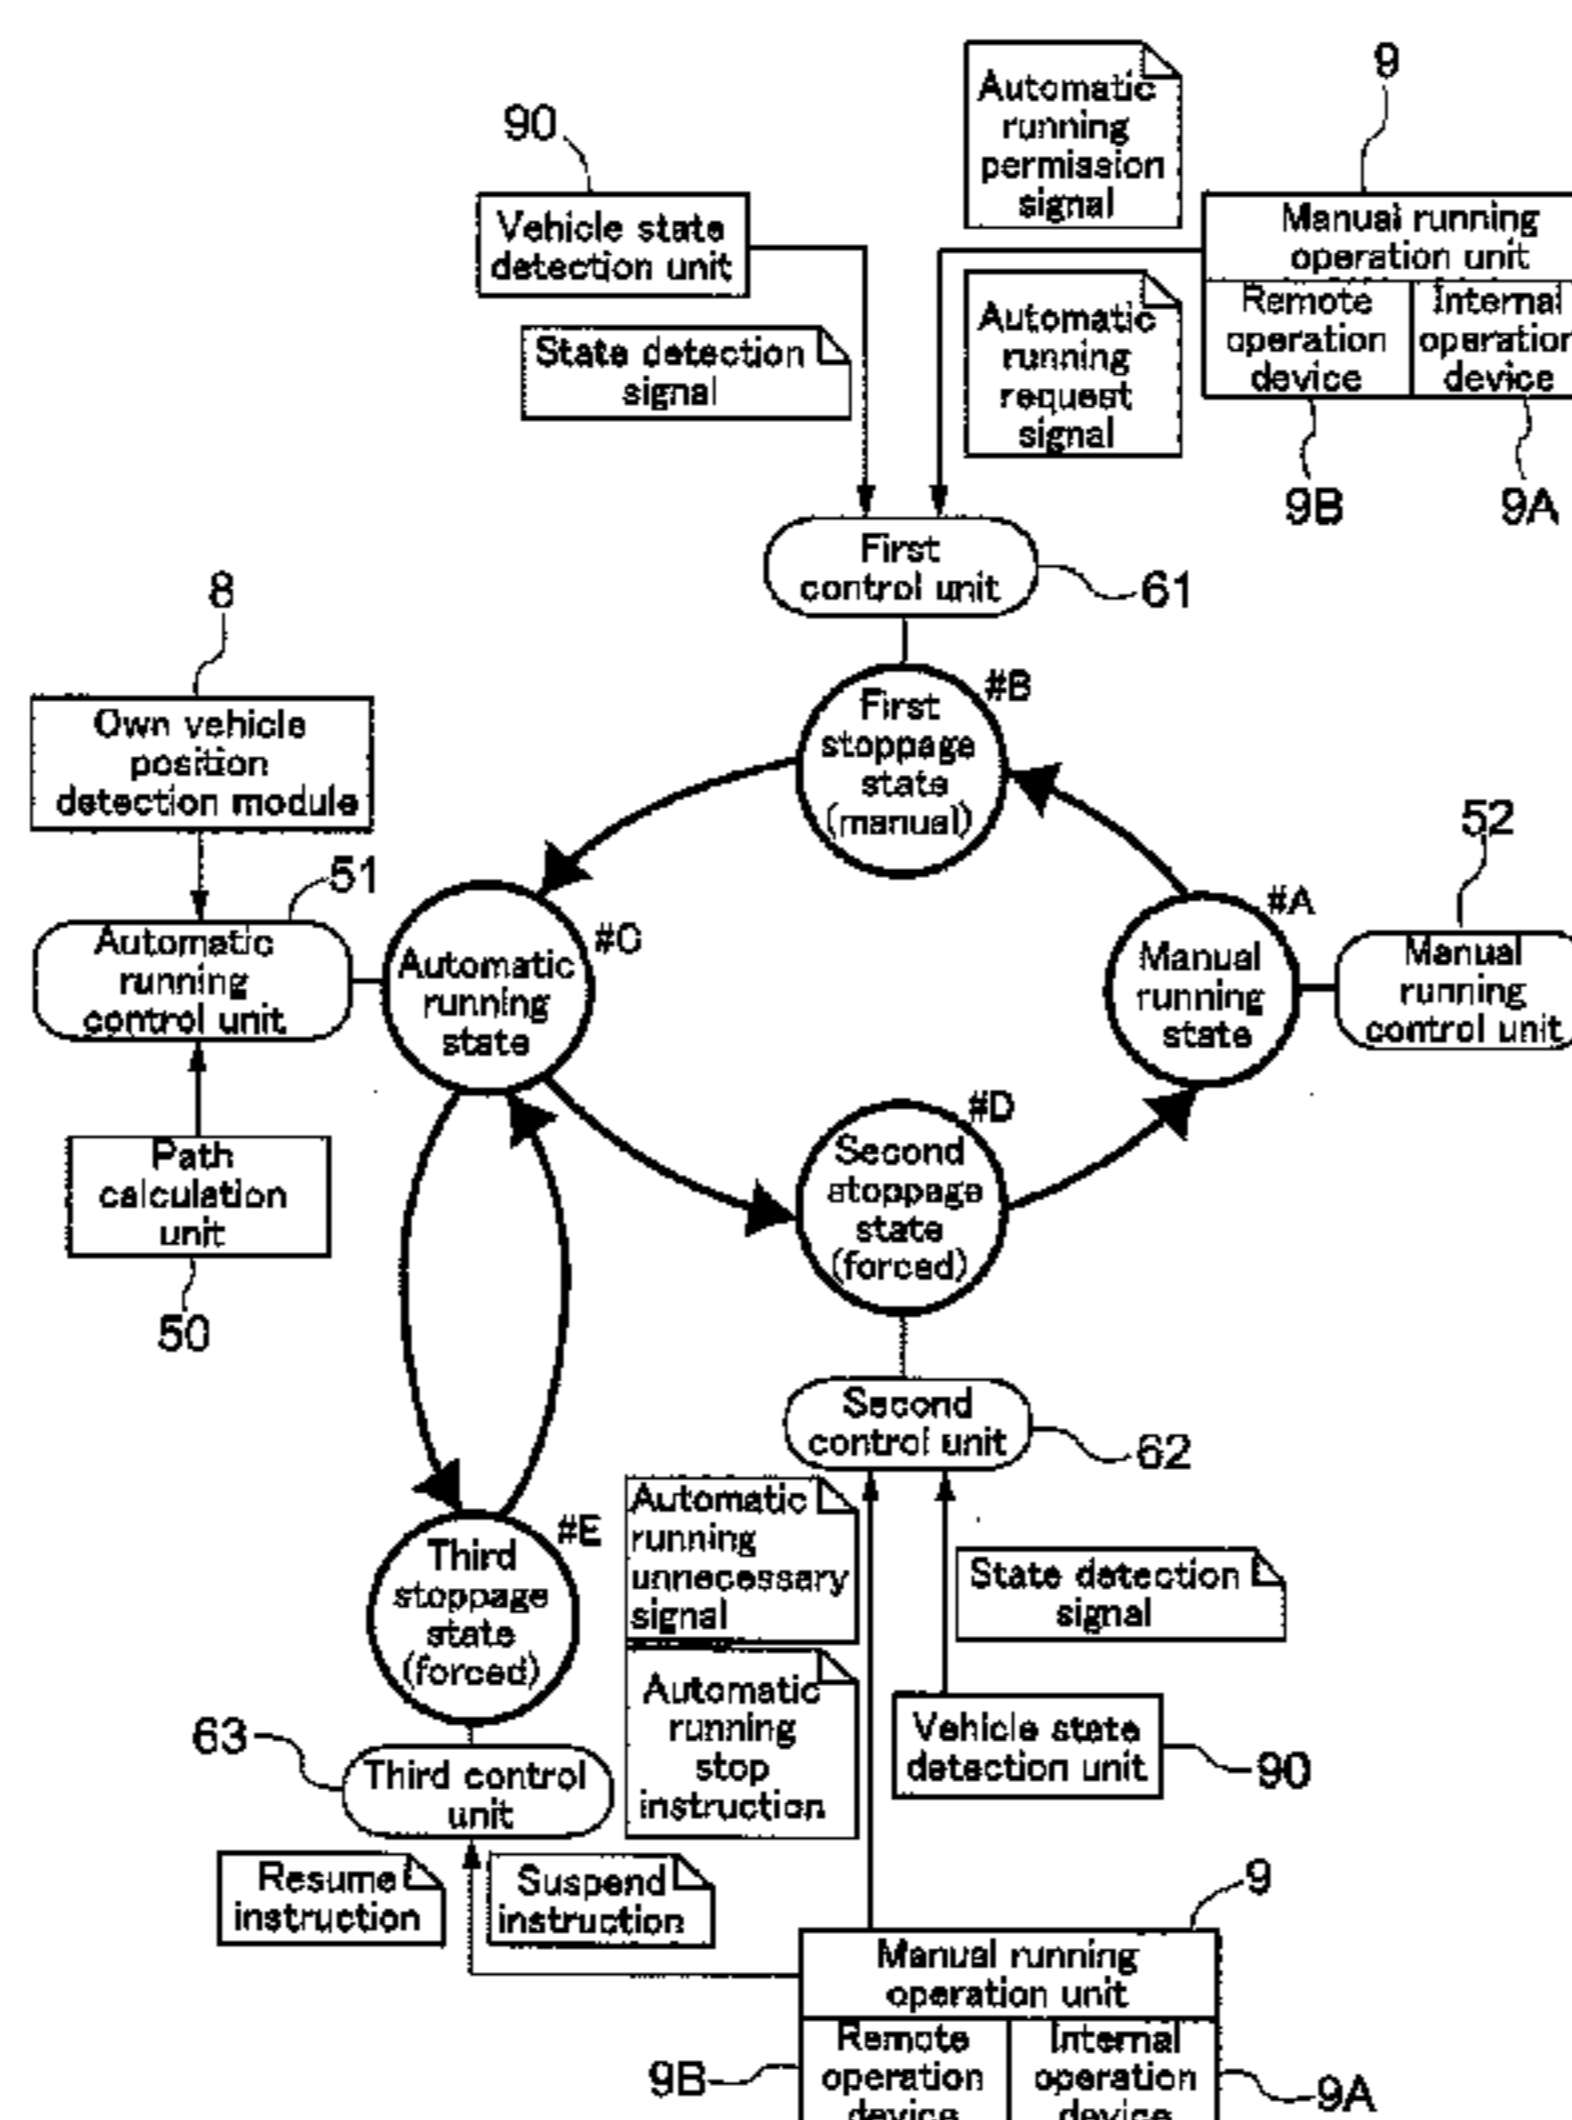 90
Automatic
running
permission
signal
9
Vehicle state
detection unit
Manual running
operation unit
Remote
operation
device
Internal
operation
device
State detection
signal
Automatic
running
request
signal
9B
9A
First
control unit
61
8
Own vehicle
position
detection module
#B
First
stoppage
state
(manual)
52
51
Automatic
running
control unit
#C
Automatic
running
state
#A
Manual
running
state
Manual
running
control unit
Path
calculation
unit
50
#D
Second
stoppage
state
(forced)
Second
control unit
62
#E
Third
stoppage
state
(forced)
Automatic
running
unnecessary
signal
State detection
signal
Automatic
running
stop
instruction
Vehicle state
detection unit
90
63
Third control
unit
Resume
instruction
Suspend
instruction
9
Manual running
operation unit
Remote
operation
device
Internal
operation
device
9B
9A